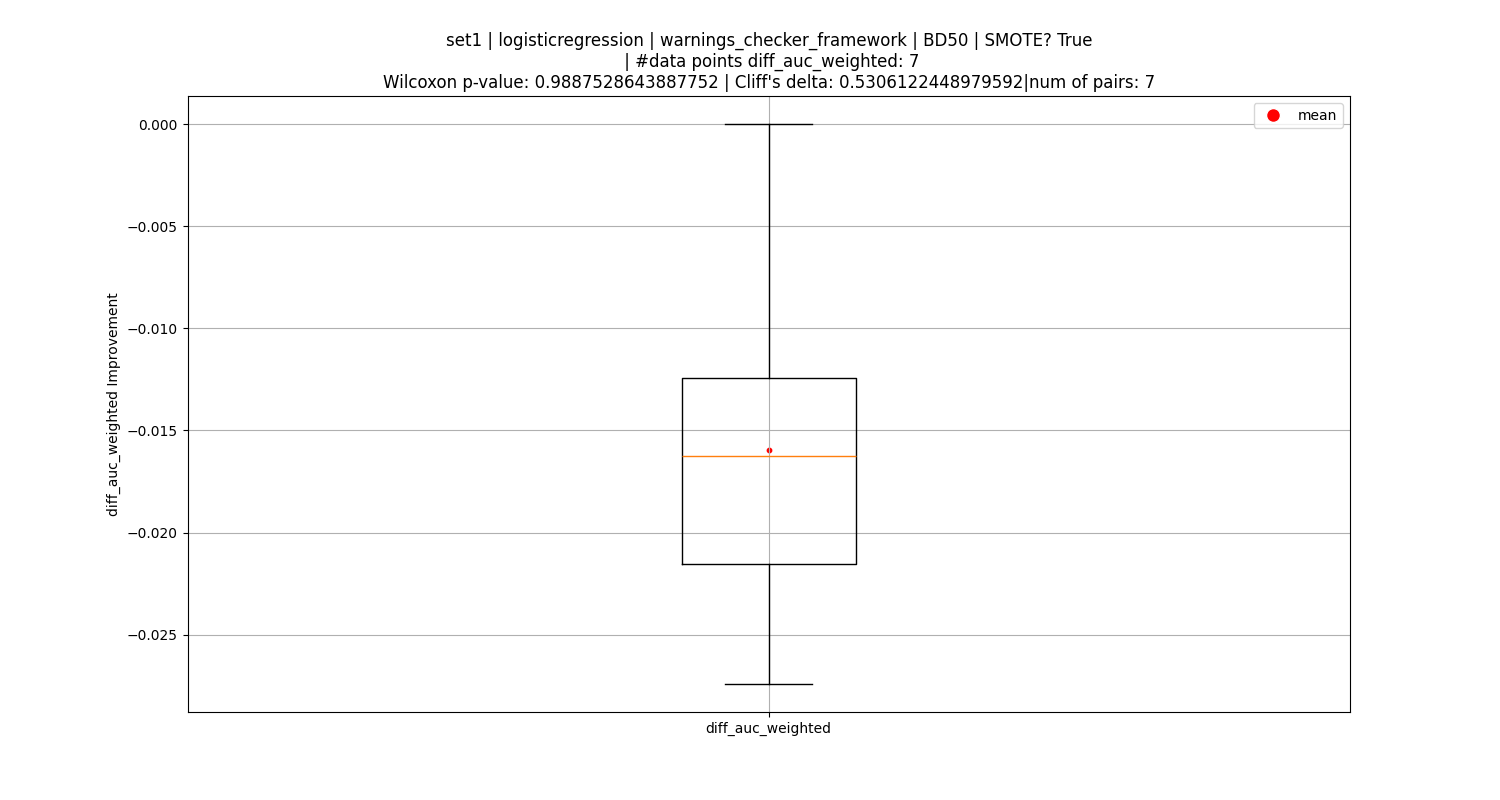 set1 | logisticregression | warnings_checker_framework | BD50 | SMOTE? True
| #data points diff_auc_weighted: 7
Wilcoxon p-value: 0.9887528643887752 | Cliff's delta: 0.5306122448979592|num of pairs: 7
mean
0.000
−0.005
−0.010
−0.015
−0.020
−0.025
diff_auc_weighted Improvement
diff_auc_weighted